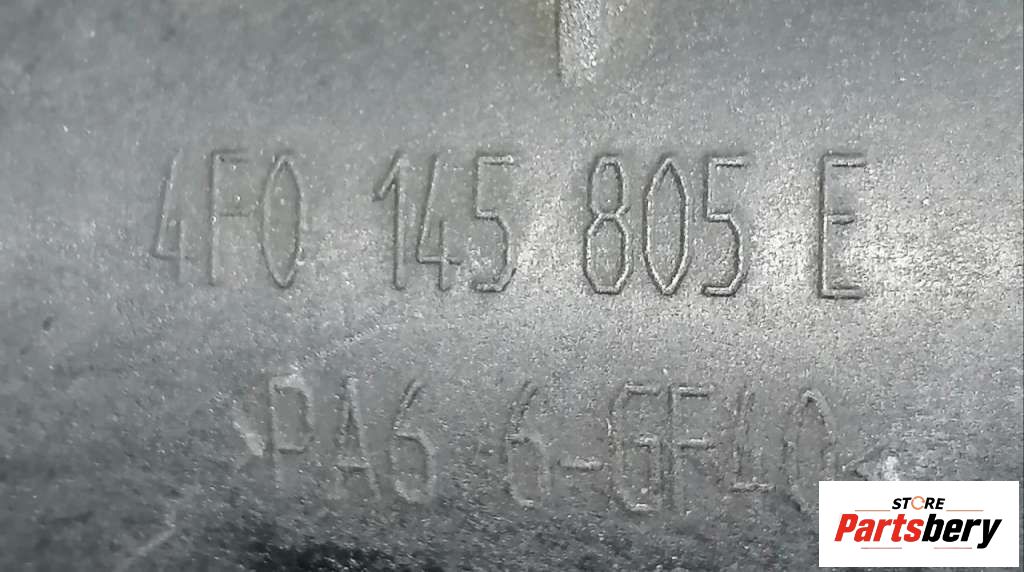 4F0 145 805 E
>PA6 6-GF40<
STORE
Partsbery